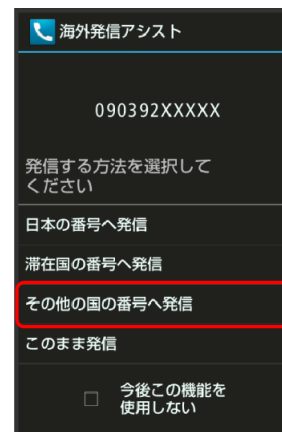 海外発信アシスト
090392XXXXX
発信する方法を選択して
ください
日本の番号へ発信
滞在国の番号へ発信
その他の国の番号へ発信
このまま発信
今後この機能を
使用しない